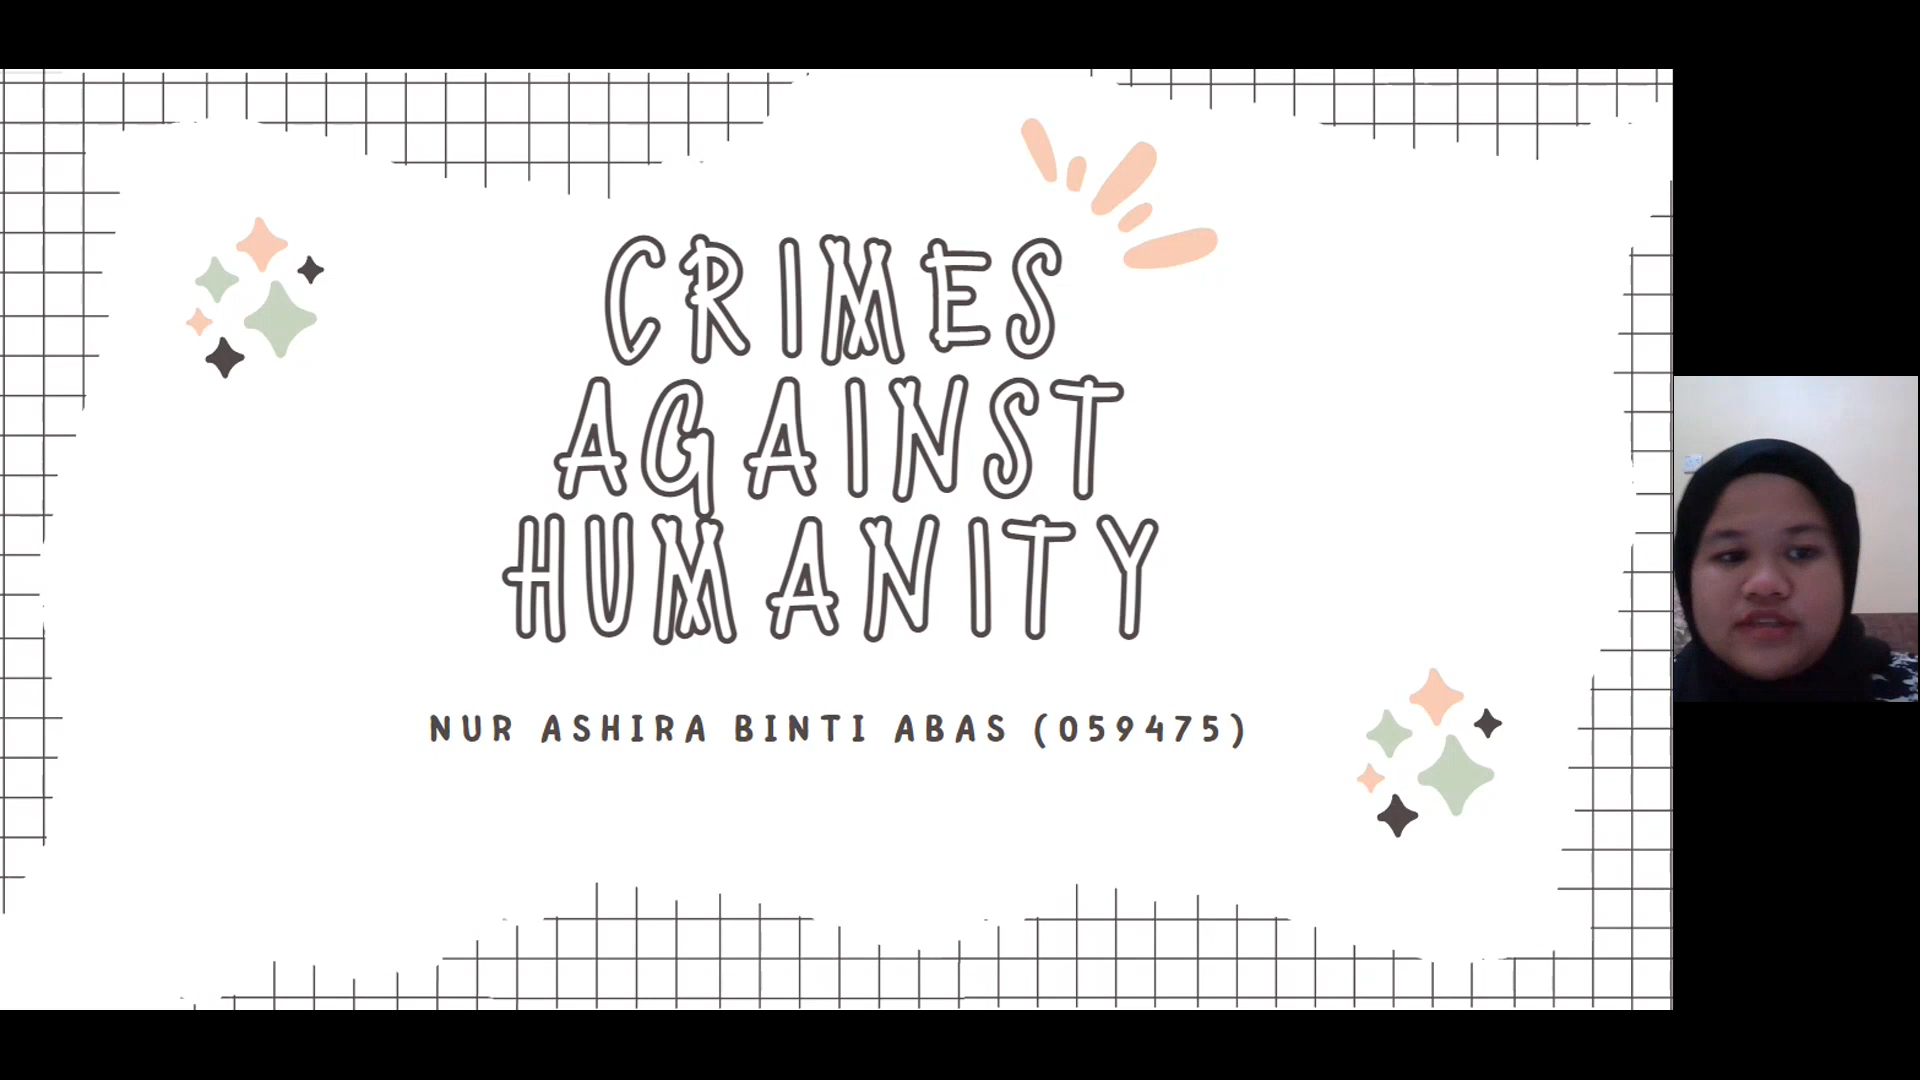 CRIMES
AGAINST
HUMANITY
NUR ASHIRA BINTI ABAS (059475)